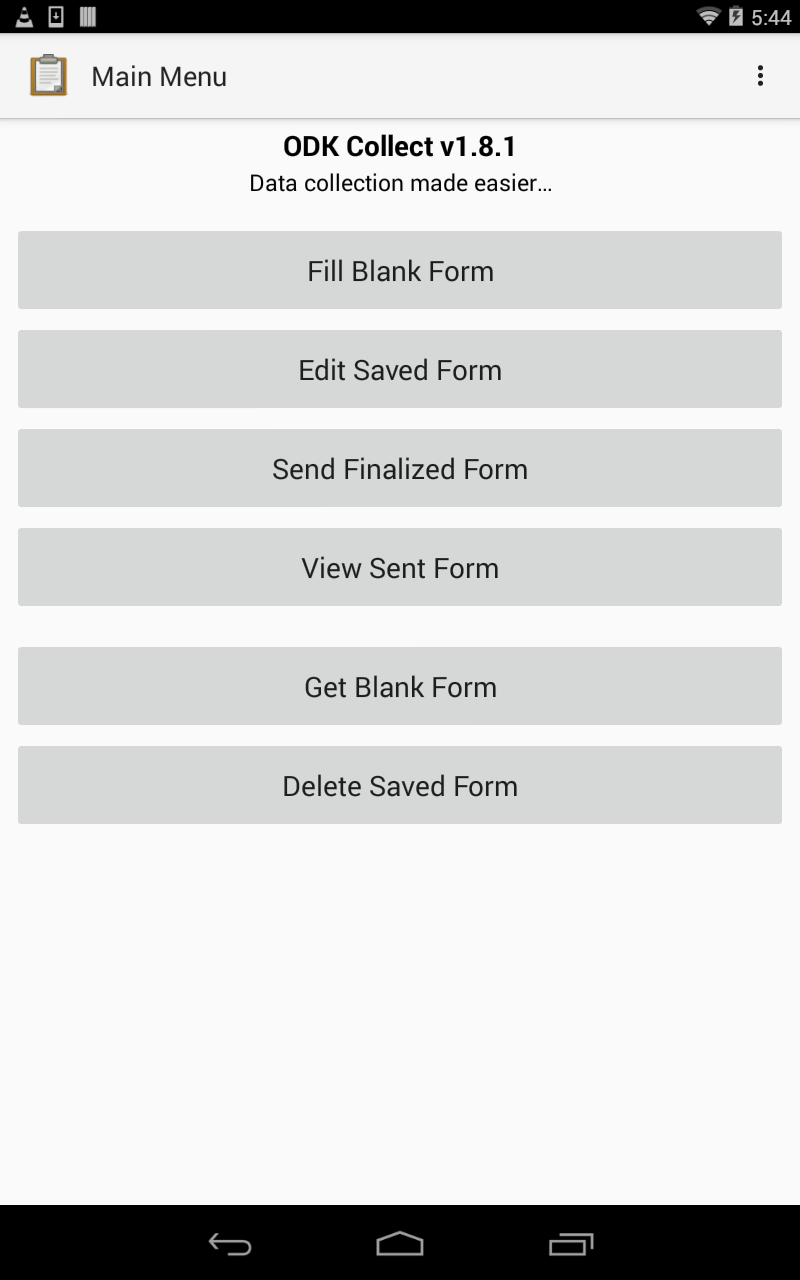 5:44
Main Menu
ODK Collect v1.8.1
Data collection made easier...
Fill Blank Form
Edit Saved Form
Send Finalized Form
View Sent Form
Get Blank Form
Delete Saved Form